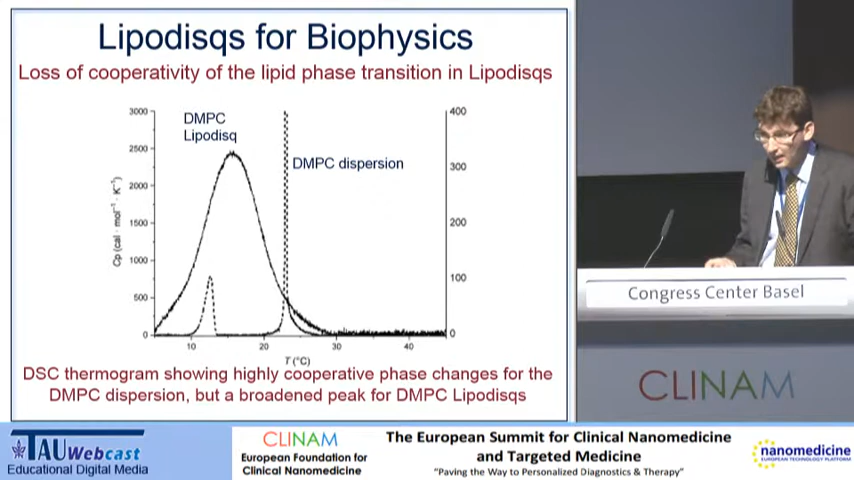 Lipodisqs for Biophysics
Loss of cooperativity of the lipid phase transition in Lipodisqs
3000
2500
2000
1500
1000
500
0
Cp (cal · mol⁻¹ · K⁻¹)
DMPC
Lipodisq
DMPC dispersion
400
300
200
100
0
10
20
30
40
T (°C)
DSC thermogram showing highly cooperative phase changes for the
DMPC dispersion, but a broadened peak for DMPC Lipodisqs
Congress Center Basel
CLINAM
TAUWebcast
Educational Digital Media
CLINAM
European Foundation for
Clinical Nanomedicine
The European Summit for Clinical Nanomedicine
and Targeted Medicine
"Paving the Way to Personalized Diagnostics & Therapy"
nanomedicine
EUROPEAN TECHNOLOGY PLATFORM